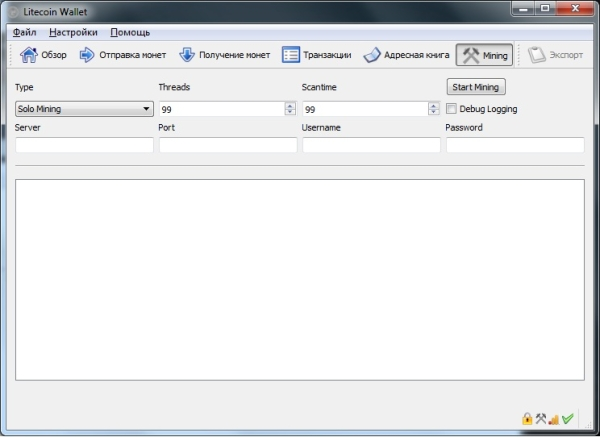 Litecoin Wallet
Файл Настройки Помощь
Обзор Отправка монет Получение монет Транзакции Адресная книга Mining Экспорт
Type Threads Scantime Start Mining
Solo Mining 99 99 Debug Logging
Server Port Username Password